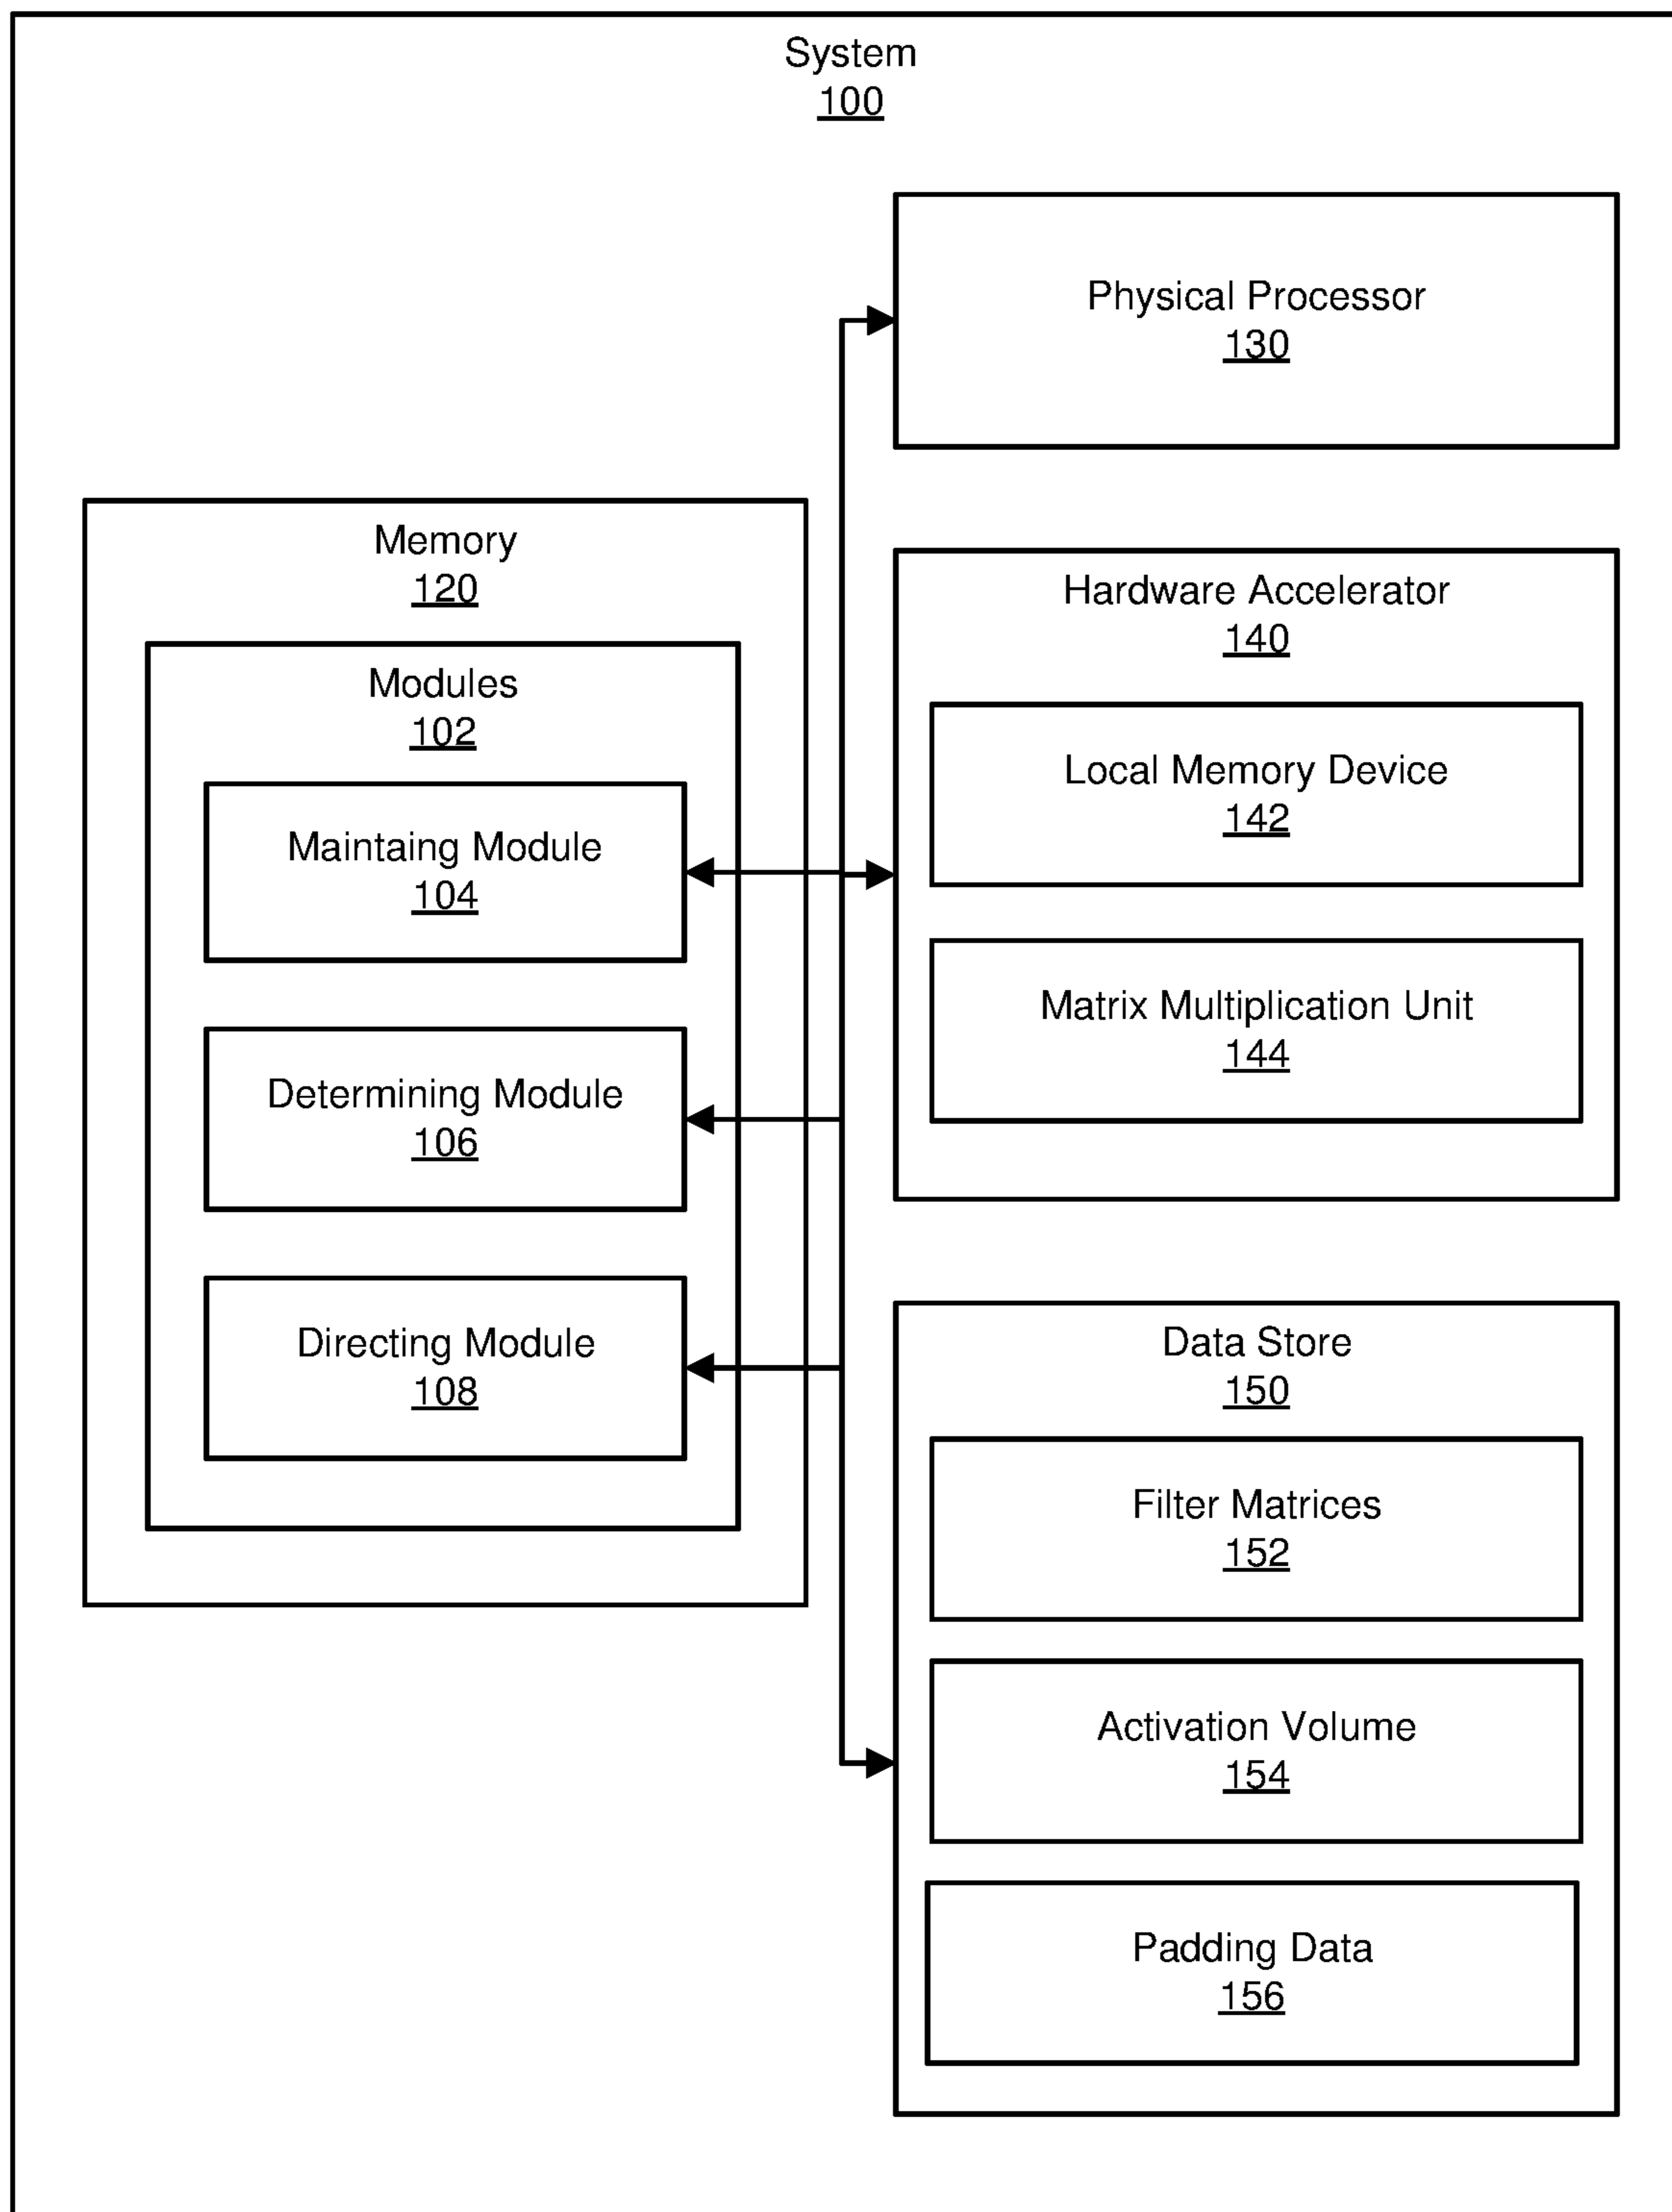 System
100
Physical Processor
130
Memory
120
Modules
102
Maintaing Module
104
Determining Module
106
Directing Module
108
Hardware Accelerator
140
Local Memory Device
142
Matrix Multiplication Unit
144
Data Store
150
Filter Matrices
152
Activation Volume
154
Padding Data
156